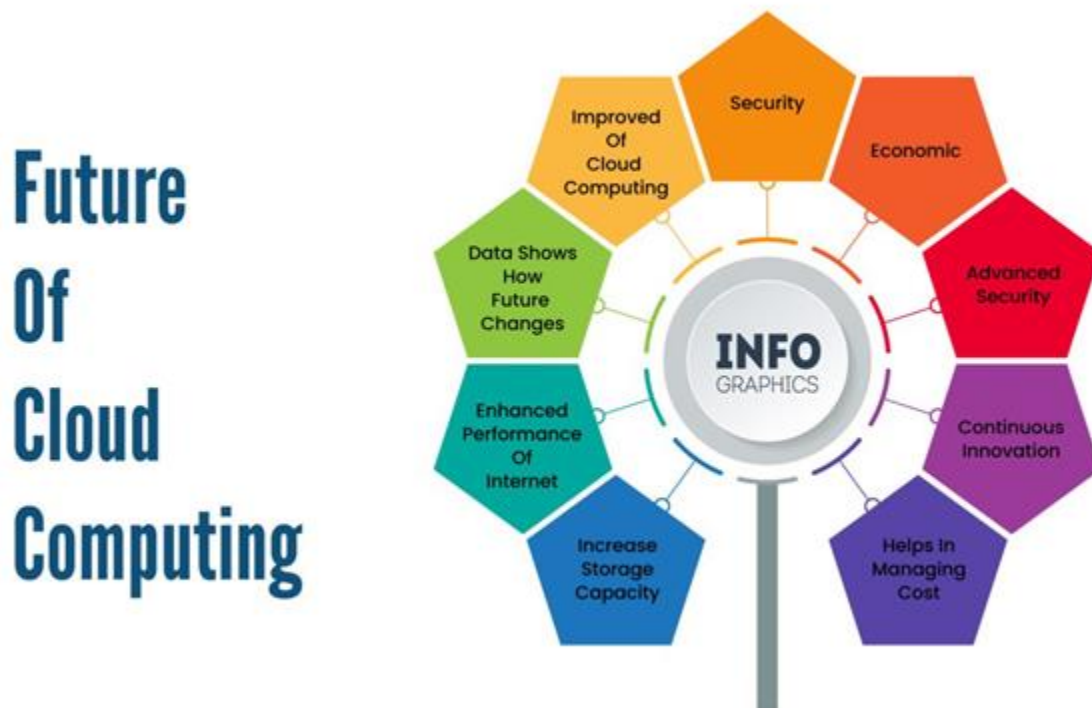 Future
Of
Cloud
Computing
Security
Improved
Of
Cloud
Computing
Economic
Data Shows
How
Future
Changes
Advanced
Security
INFO
GRAPHICS
Enhanced
Performance
Of
Internet
Continuous
Innovation
Increase
Storage
Capacity
Helps In
Managing
Cost